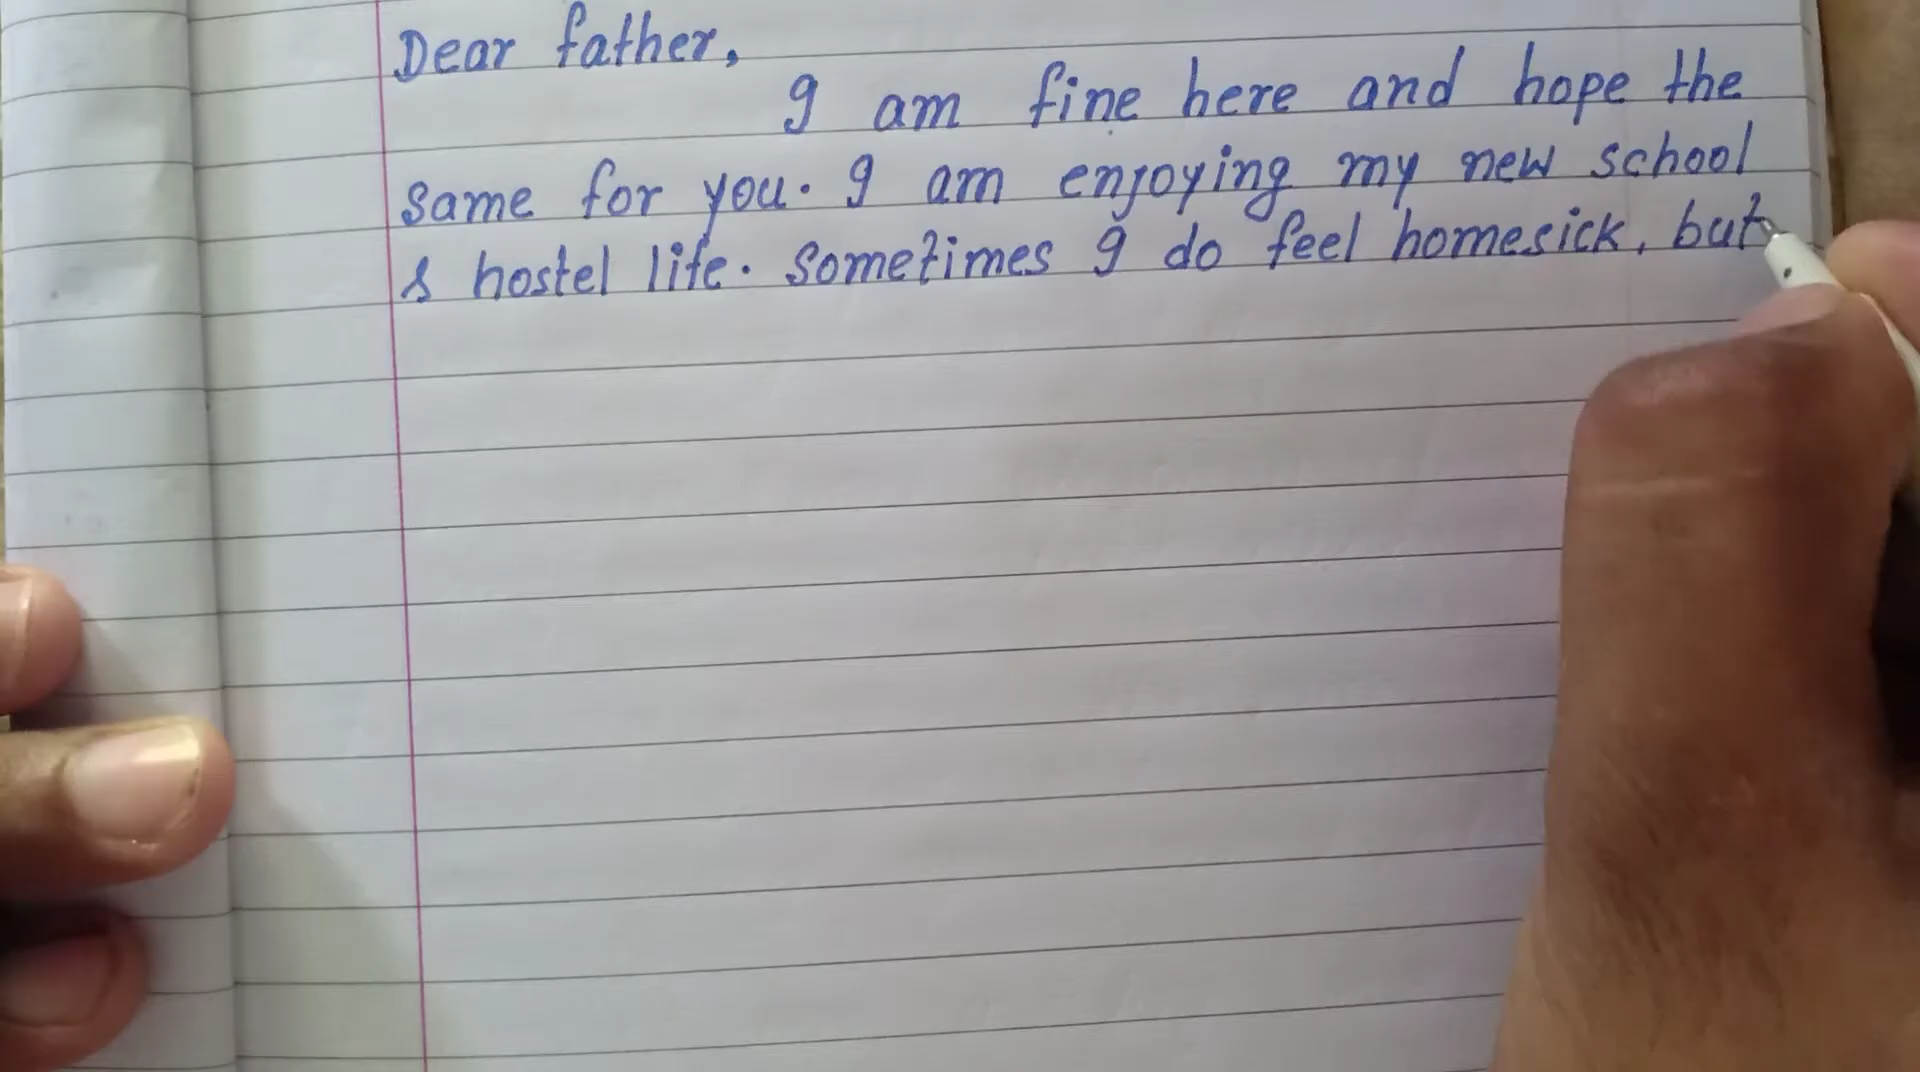 Dear father,
I am fine here and hope the
same for you. I am enjoying my new school
& hostel life. Sometimes I do feel homesick, but